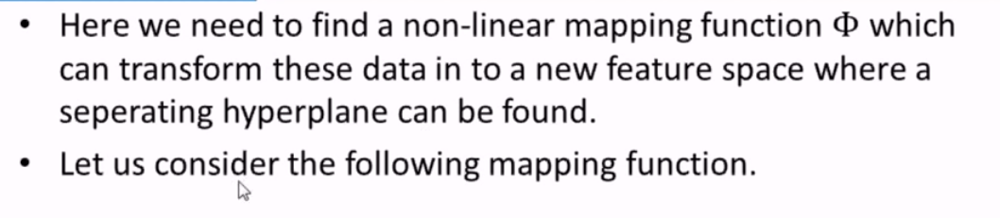 • Here we need to find a non-linear mapping function Φ which
can transform these data in to a new feature space where a
seperating hyperplane can be found.
• Let us consider the following mapping function.